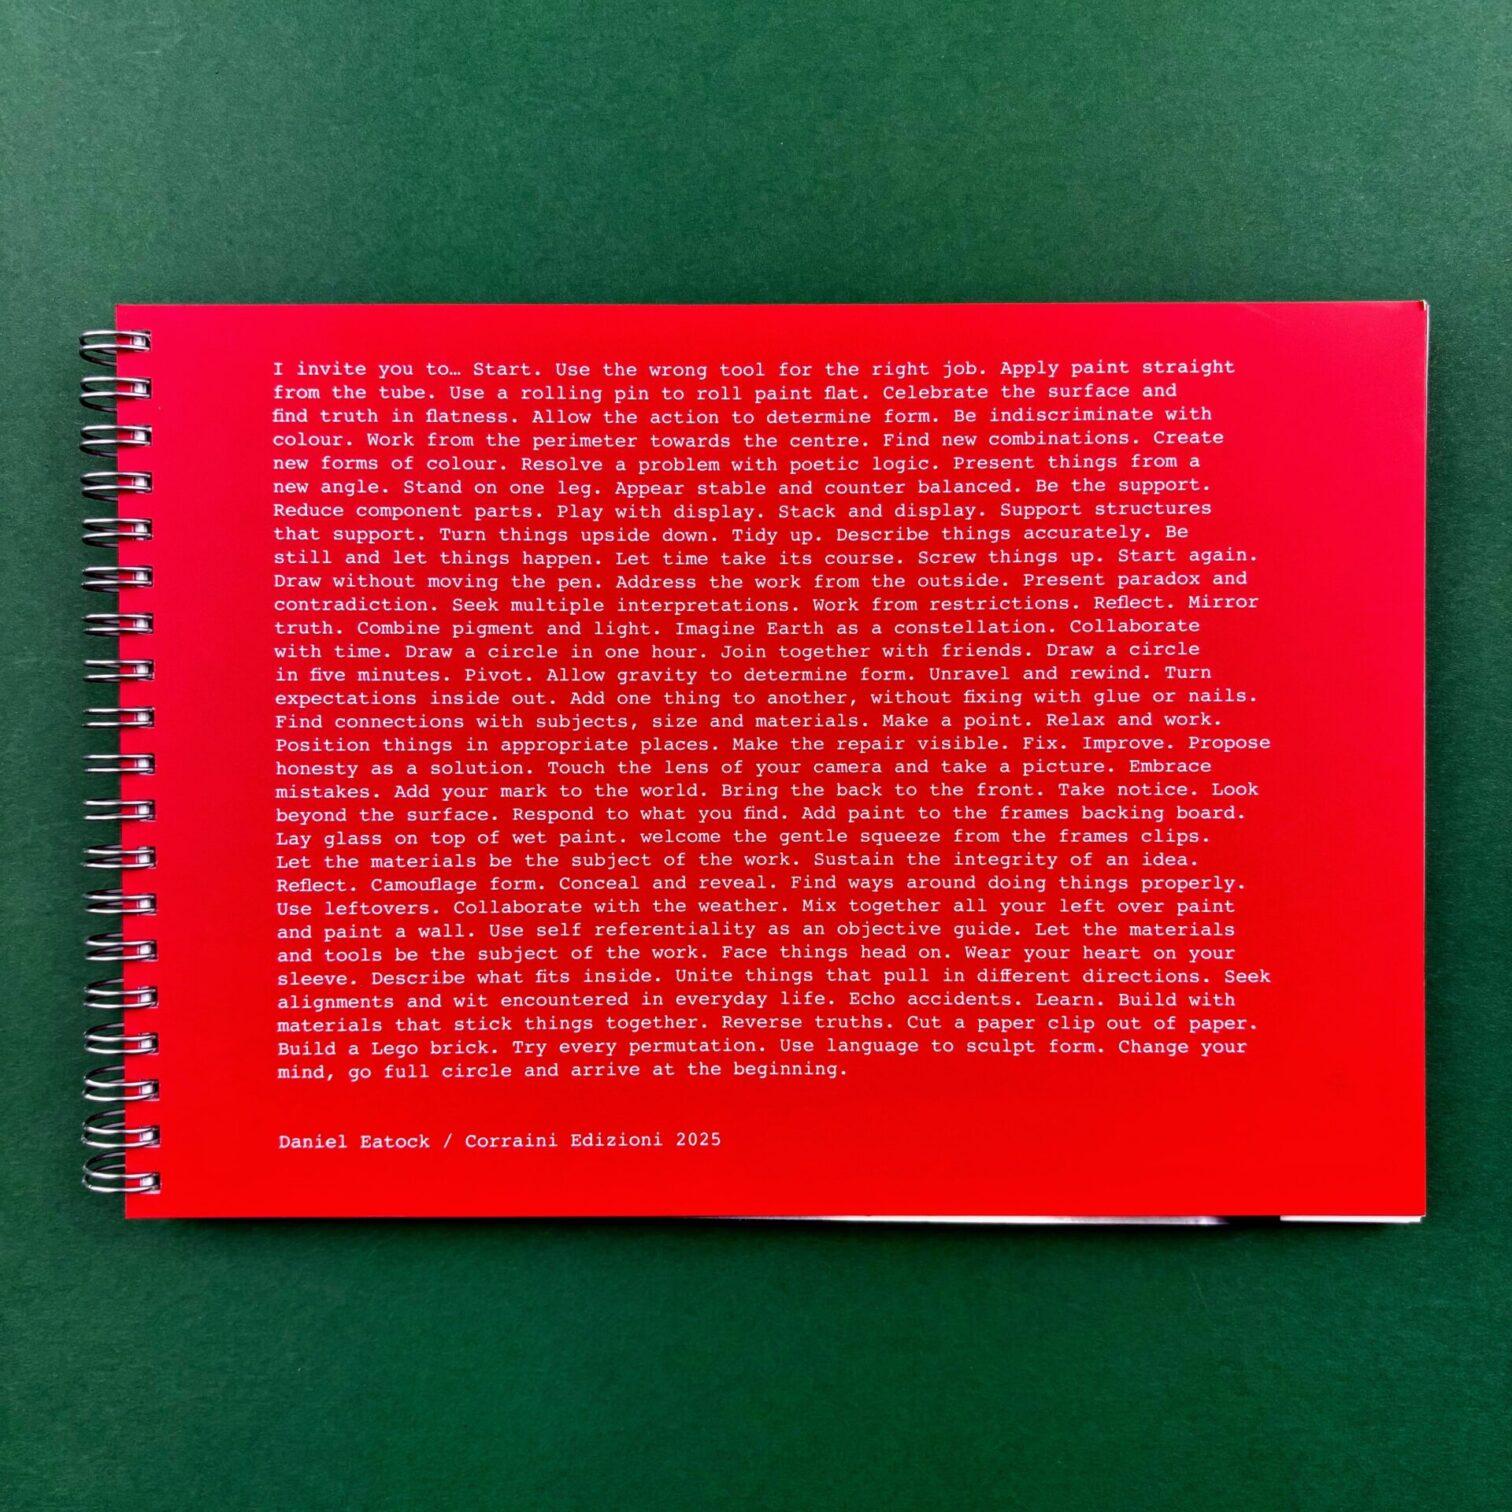 I invite you to… Start. Use the wrong tool for the right job. Apply paint straight
from the tube. Use a rolling pin to roll paint flat. Celebrate the surface and
find truth in flatness. Allow the action to determine form. Be indiscriminate with
colour. Work from the perimeter towards the centre. Find new combinations. Create
new forms of colour. Resolve a problem with poetic logic. Present things from a
new angle. Stand on one leg. Appear stable and counter balanced. Be the support.
Reduce component parts. Play with display. Stack and display. Support structures
that support. Turn things upside down. Tidy up. Describe things accurately. Be
still and let things happen. Let time take its course. Screw things up. Start again.
Draw without moving the pen. Address the work from the outside. Present paradox and
contradiction. Seek multiple interpretations. Work from restrictions. Reflect. Mirror
truth. Combine pigment and light. Imagine Earth as a constellation. Collaborate
with time. Draw a circle in one hour. Join together with friends. Draw a circle
in five minutes. Pivot. Allow gravity to determine form. Unravel and rewind. Turn
expectations inside out. Add one thing to another, without fixing with glue or nails.
Find connections with subjects, size and materials. Make a point. Relax and work.
Position things in appropriate places. Make the repair visible. Fix. Improve. Propose
honesty as a solution. Touch the lens of your camera and take a picture. Embrace
mistakes. Add your mark to the world. Bring the back to the front. Take notice. Look
beyond the surface. Respond to what you find. Add paint to the frames backing board.
Lay glass on top of wet paint. welcome the gentle squeeze from the frames clips.
Let the materials be the subject of the work. Sustain the integrity of an idea.
Reflect. Camouflage form. Conceal and reveal. Find ways around doing things properly.
Use leftovers. Collaborate with the weather. Mix together all your left over paint
and paint a wall. Use self referentiality as an objective guide. Let the materials
and tools be the subject of the work. Face things head on. Wear your heart on your
sleeve. Describe what fits inside. Unite things that pull in different directions. Seek
alignments and wit encountered in everyday life. Echo accidents. Learn. Build with
materials that stick things together. Reverse truths. Cut a paper clip out of paper.
Build a Lego brick. Try every permutation. Use language to sculpt form. Change your
mind, go full circle and arrive at the beginning.
Daniel Eatock / Corraini Edizioni 2025